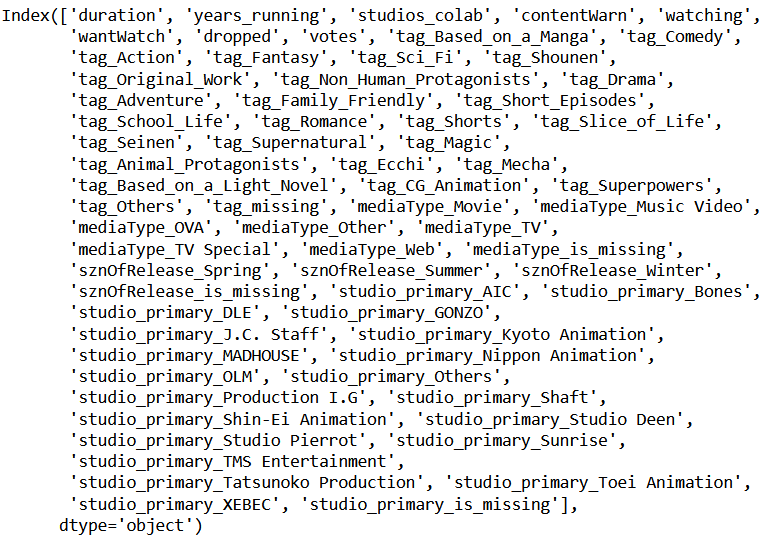 Index(['duration', 'years_running', 'studios_colab', 'contentWarn', 'watching',
'wantWatch', 'dropped', 'votes', 'tag_Based_on_a_Manga', 'tag_Comedy',
'tag_Action', 'tag_Fantasy', 'tag_Sci_Fi', 'tag_Shounen',
'tag_Original_Work', 'tag_Non_Human_Protagonists', 'tag_Drama',
'tag_Adventure', 'tag_Family_Friendly', 'tag_Short_Episodes',
'tag_School_Life', 'tag_Romance', 'tag_Shorts', 'tag_Slice_of_Life',
'tag_Seinen', 'tag_Supernatural', 'tag_Magic',
'tag_Animal_Protagonists', 'tag_Ecchi', 'tag_Mecha',
'tag_Based_on_a_Light_Novel', 'tag_CG_Animation', 'tag_Superpowers',
'tag_Others', 'tag_missing', 'mediaType_Movie', 'mediaType_Music Video',
'mediaType_OVA', 'mediaType_Other', 'mediaType_TV',
'mediaType_TV Special', 'mediaType_Web', 'mediaType_is_missing',
'sznOfRelease_Spring', 'sznOfRelease_Summer', 'sznOfRelease_Winter',
'sznOfRelease_is_missing', 'studio_primary_AIC', 'studio_primary_Bones',
'studio_primary_DLE', 'studio_primary_GONZO',
'studio_primary_J.C. Staff', 'studio_primary_Kyoto Animation',
'studio_primary_MADHOUSE', 'studio_primary_Nippon Animation',
'studio_primary_OLM', 'studio_primary_Others',
'studio_primary_Production I.G', 'studio_primary_Shaft',
'studio_primary_Shin-Ei Animation', 'studio_primary_Studio Deen',
'studio_primary_Studio Pierrot', 'studio_primary_Sunrise',
'studio_primary_TMS Entertainment',
'studio_primary_Tatsunoko Production', 'studio_primary_Toei Animation',
'studio_primary_XEBEC', 'studio_primary_is_missing'],
dtype='object')